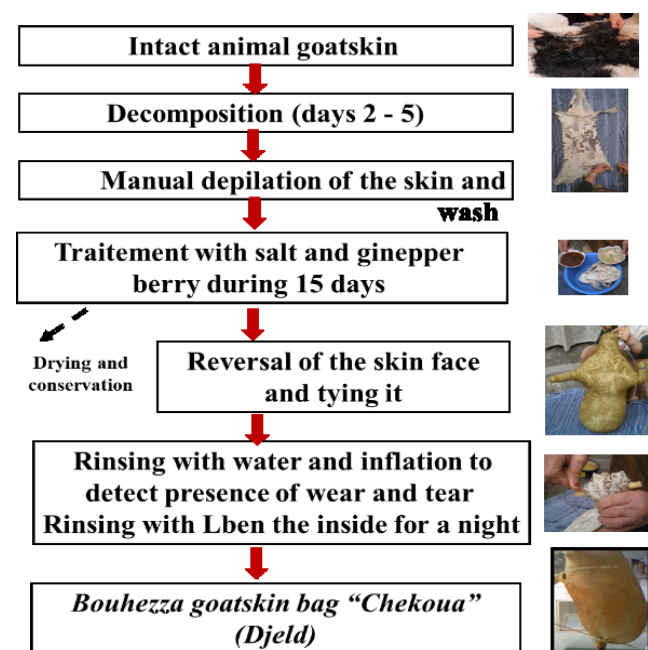 Intact animal goatskin
Decomposition (days 2 - 5)
Manual depilation of the skin and
wash
Traitement with salt and ginepper
berry during 15 days
Drying and
conservation
Reversal of the skin face
and tying it
Rinsing with water and inflation to
detect presence of wear and tear
Rinsing with Lben the inside for a night
Bouhezza goatskin bag “Chekoua”
(Djeld)